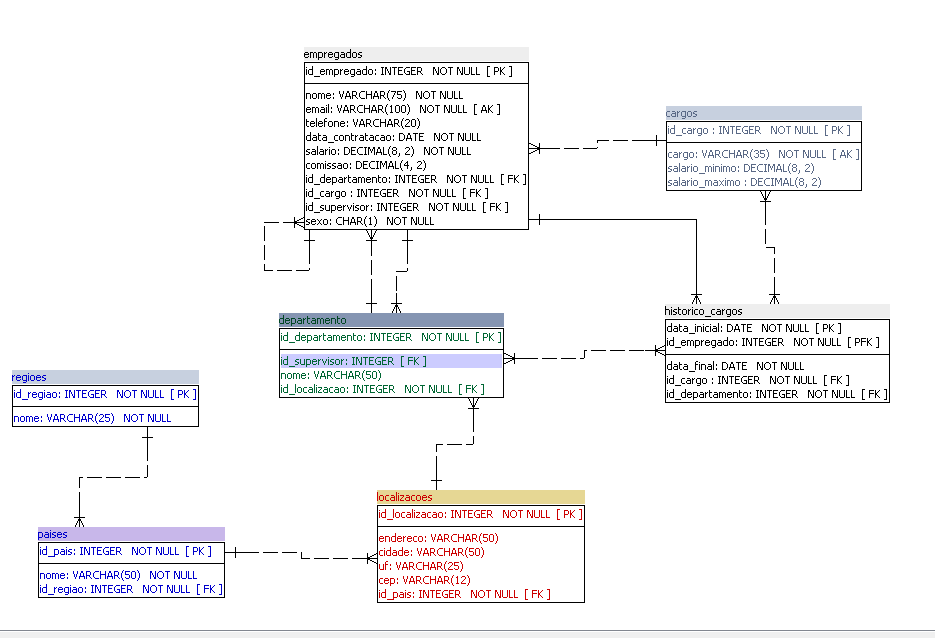 empregados
id_empregado: INTEGER NOT NULL [ PK ]
nome: VARCHAR(75) NOT NULL
email: VARCHAR(100) NOT NULL [ AK ]
telefone: VARCHAR(20)
data_contratacao: DATE NOT NULL
salario: DECIMAL(8, 2) NOT NULL
comissao: DECIMAL(4, 2)
id_departamento: INTEGER NOT NULL [ FK ]
id_cargo : INTEGER NOT NULL [ FK ]
id_supervisor: INTEGER NOT NULL [ FK ]
sexo: CHAR(1) NOT NULL
cargos
id_cargo : INTEGER NOT NULL [ PK ]
cargo: VARCHAR(35) NOT NULL [ AK ]
salario_minimo: DECIMAL(8, 2)
salario_maximo : DECIMAL(8, 2)
departamento
id_departamento: INTEGER NOT NULL [ PK ]
id_supervisor: INTEGER [ FK ]
nome: VARCHAR(50)
id_localizacao: INTEGER NOT NULL [ FK ]
historico_cargos
data_inicial: DATE NOT NULL [ PK ]
id_empregado: INTEGER NOT NULL [ PFK ]
data_final: DATE NOT NULL
id_cargo : INTEGER NOT NULL [ FK ]
id_departamento: INTEGER NOT NULL [ FK ]
regioes
id_regiao: INTEGER NOT NULL [ PK ]
nome: VARCHAR(25) NOT NULL
paises
id_pais: INTEGER NOT NULL [ PK ]
nome: VARCHAR(50) NOT NULL
id_regiao: INTEGER NOT NULL [ FK ]
localizacoes
id_localizacao: INTEGER NOT NULL [ PK ]
endereco: VARCHAR(50)
cidade: VARCHAR(50)
uf: VARCHAR(25)
cep: VARCHAR(12)
id_pais: INTEGER NOT NULL [ FK ]